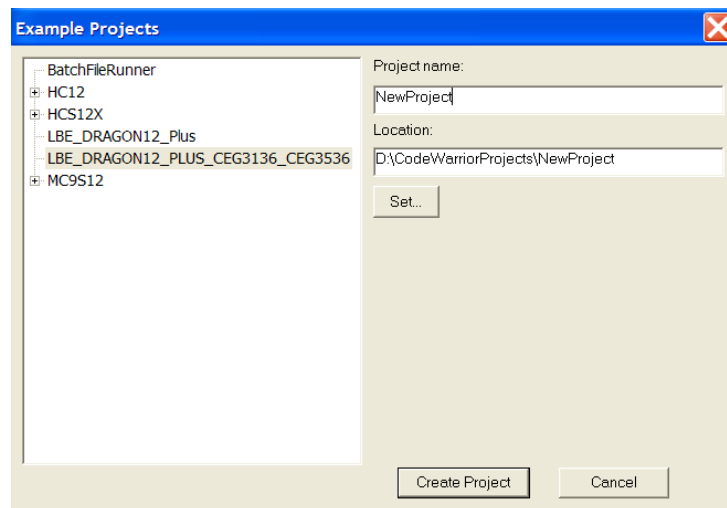 Example Projects
BatchFileRunner
HC12
HCS12X
LBE_DRAGON12_Plus
LBE_DRAGON12_PLUS_CEG3136_CEG3536
MC9S12
Project name:
NewProject
Location:
D:\CodeWarriorProjects\NewProject
Set...
Create Project
Cancel